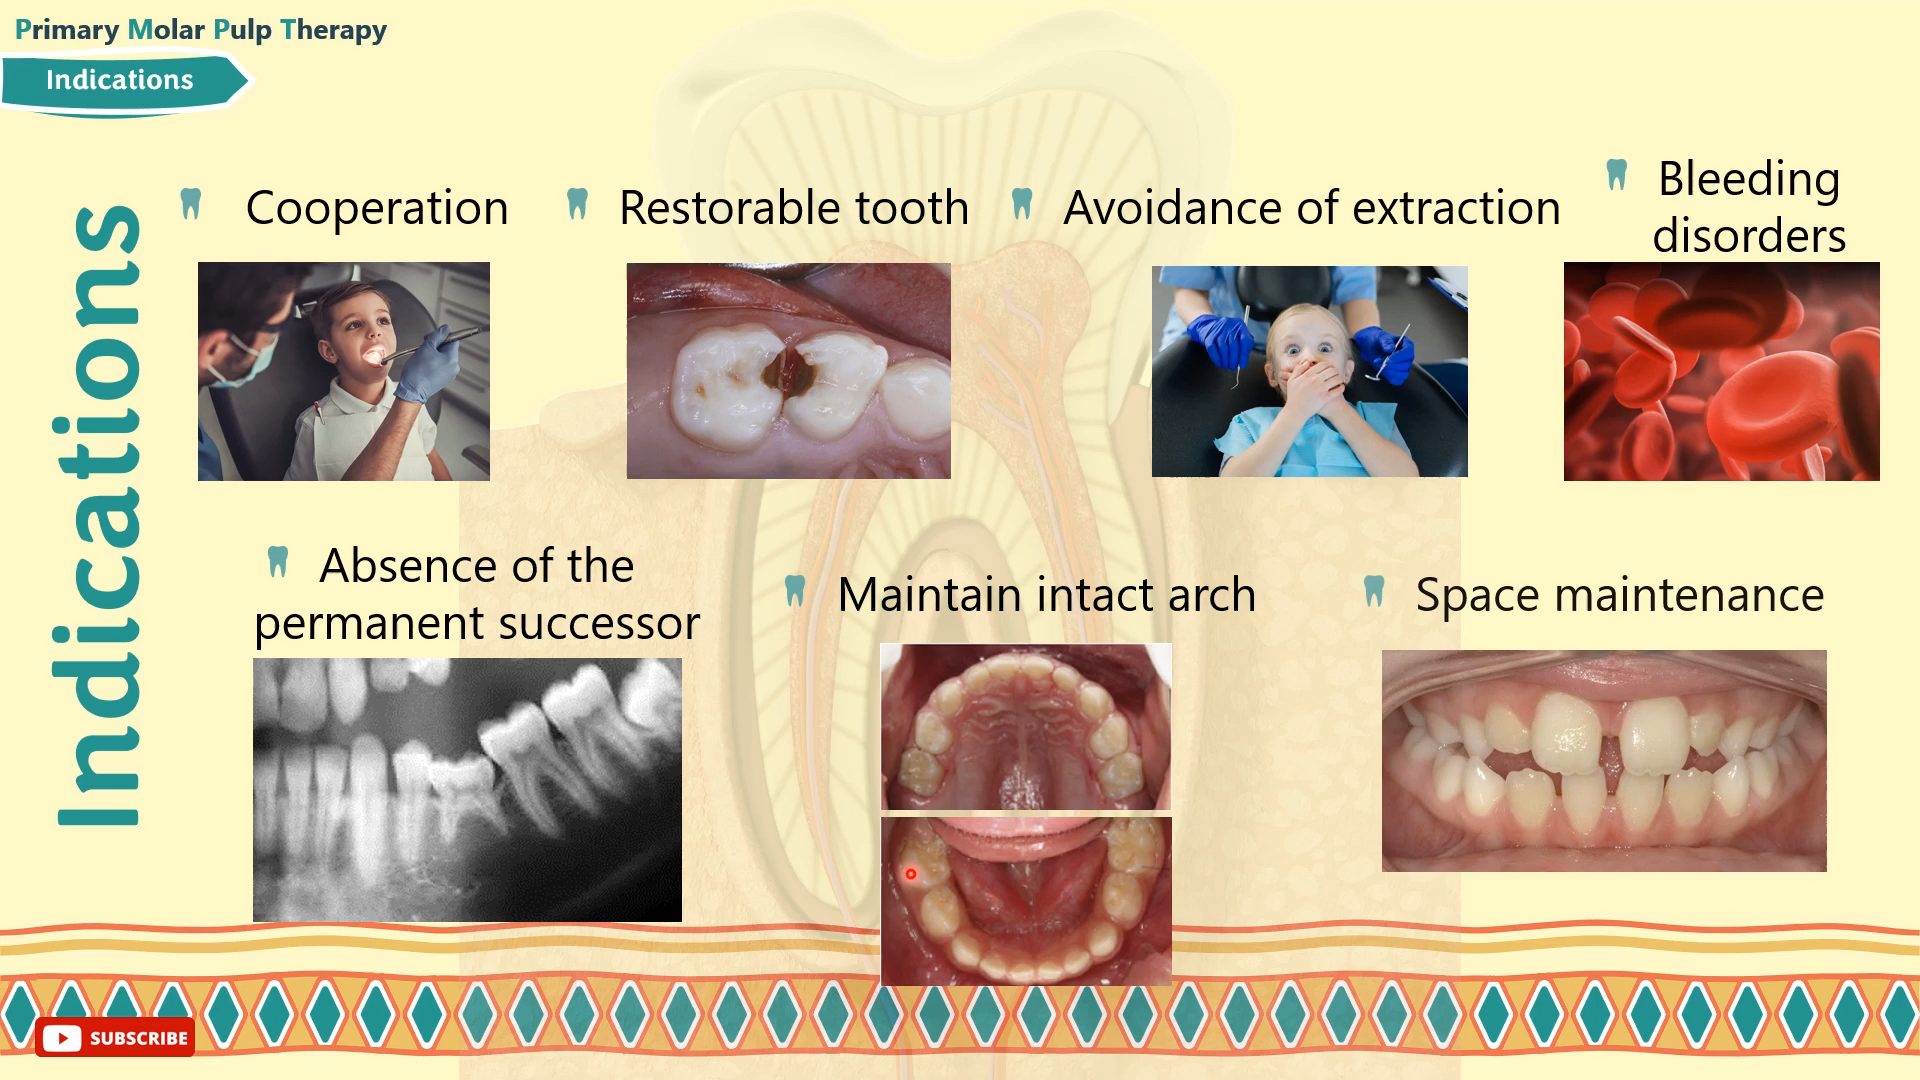 Primary Molar Pulp Therapy
Indications
Indications
Cooperation
Restorable tooth
Avoidance of extraction
Bleeding
disorders
Absence of the
permanent successor
Maintain intact arch
Space maintenance
SUBSCRIBE